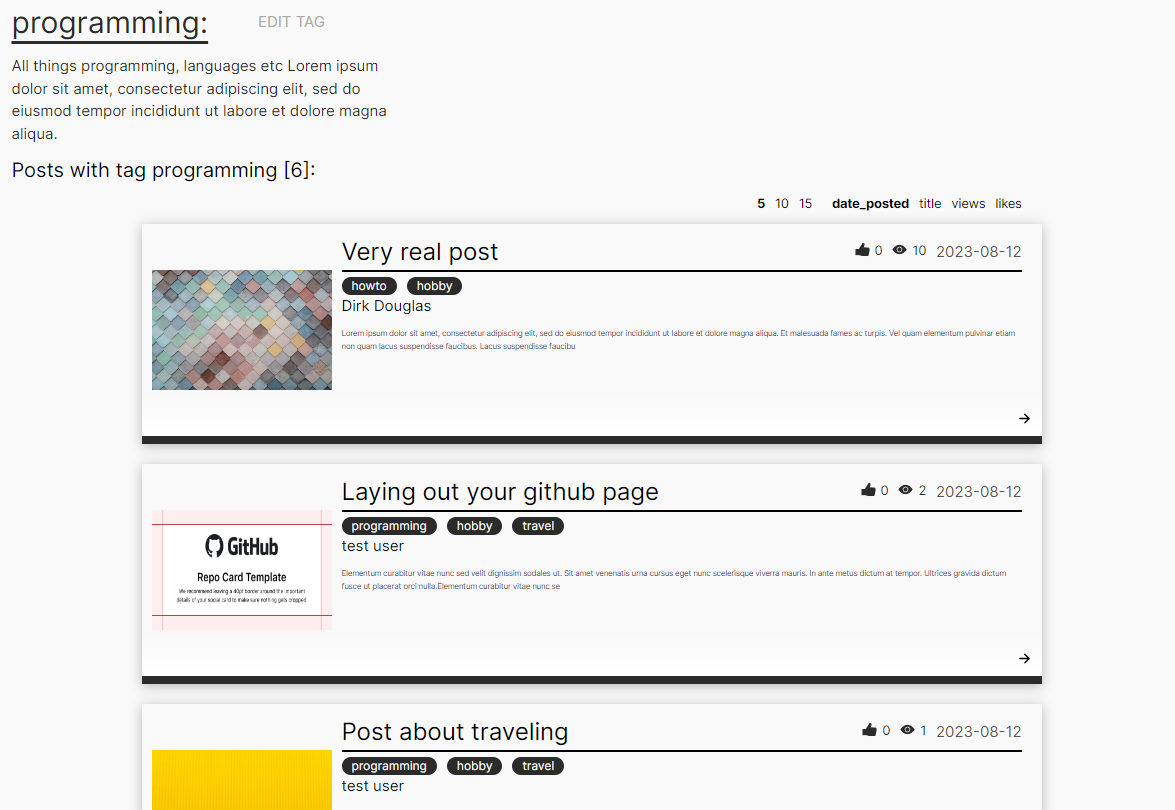 programming:
EDIT TAG
All things programming, languages etc Lorem ipsum
dolor sit amet, consectetur adipiscing elit, sed do
eiusmod tempor incididunt ut labore et dolore magna
aliqua.
Posts with tag programming [6]:
5 10 15 date_posted title views likes
Very real post
0 10 2023-08-12
howto hobby
Dirk Douglas
Lorem ipsum dolor sit amet, consectetur adipiscing elit, sed do eiusmod tempor incididunt ut labore et dolore magna aliqua. Et malesuada fames ac turpis. Vel quam elementum pulvinar etiam
non quam lacus suspendisse faucibus. Lacus suspendisse faucibu
Laying out your github page
0 2 2023-08-12
GitHub
Repo Card Template
We recommend leaving a 40pt border around the important
details of your social card to make sure nothing gets cropped.
programming hobby travel
test user
Elementum curabitur vitae nunc sed velit dignissim sodales ut. Sit amet venenatis urna cursus eget nunc scelerisque viverra mauris. In ante metus dictum at tempor. Ultrices gravida dictum
fusce ut placerat orci nulla.Elementum curabitur vitae nunc se
Post about traveling
0 1 2023-08-12
programming hobby travel
test user